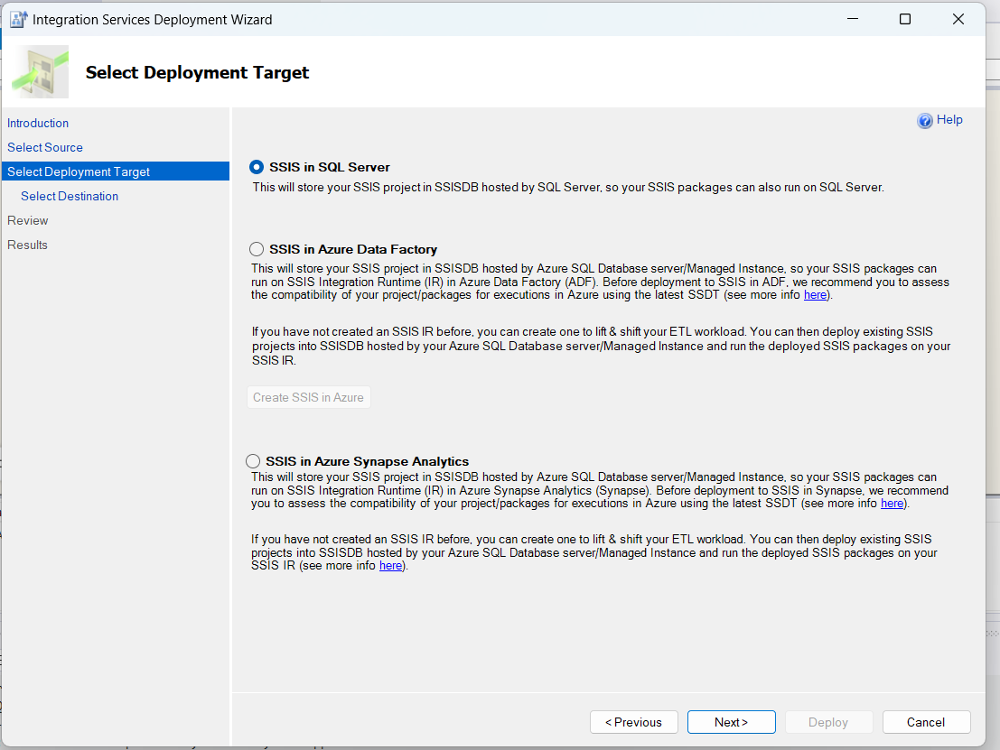 Integration Services Deployment Wizard
Select Deployment Target
Introduction
Select Source
Select Deployment Target
Select Destination
Review
Results
Help
SSIS in SQL Server
This will store your SSIS project in SSISDB hosted by SQL Server, so your SSIS packages can also run on SQL Server.
SSIS in Azure Data Factory
This will store your SSIS project in SSISDB hosted by Azure SQL Database server/Managed Instance, so your SSIS packages can
run on SSIS Integration Runtime (IR) in Azure Data Factory (ADF). Before deployment to SSIS in ADF, we recommend you to assess
the compatibility of your project/packages for executions in Azure using the latest SSDT (see more info here).
If you have not created an SSIS IR before, you can create one to lift & shift your ETL workload. You can then deploy existing SSIS
projects into SSISDB hosted by your Azure SQL Database server/Managed Instance and run the deployed SSIS packages on your
SSIS IR.
Create SSIS in Azure
SSIS in Azure Synapse Analytics
This will store your SSIS project in SSISDB hosted by Azure SQL Database server/Managed Instance, so your SSIS packages can
run on SSIS Integration Runtime (IR) in Azure Synapse Analytics (Synapse). Before deployment to SSIS in Synapse, we recommend
you to assess the compatibility of your project/packages for executions in Azure using the latest SSDT (see more info here).
If you have not created an SSIS IR before, you can create one to lift & shift your ETL workload. You can then deploy existing SSIS
projects into SSISDB hosted by your Azure SQL Database server/Managed Instance and run the deployed SSIS packages on your
SSIS IR (see more info here).
< Previous
Next >
Deploy
Cancel